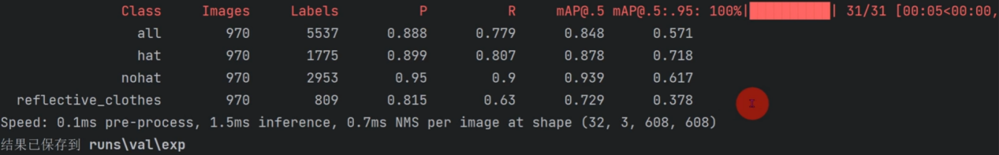 Class Images Labels P R mAP@.5 mAP@.5:.95: 100%|██████████| 31/31 [00:05<00:00,
all 970 5537 0.888 0.779 0.848 0.571
hat 970 1775 0.899 0.807 0.878 0.718
nohat 970 2953 0.95 0.9 0.939 0.617
reflective_clothes 970 809 0.815 0.63 0.729 0.378
Speed: 0.1ms pre-process, 1.5ms inference, 0.7ms NMS per image at shape (32, 3, 608, 608)
结果已保存到 runs\val\exp